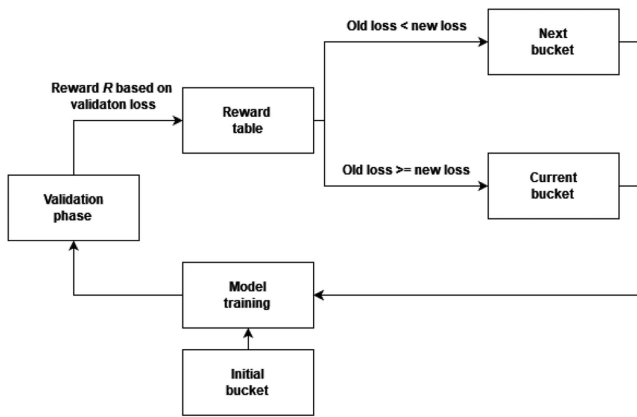 Old loss < new loss
Next
bucket
Reward R based on
validaton loss
Reward
table
Old loss >= new loss
Current
bucket
Validation
phase
Model
training
Initial
bucket